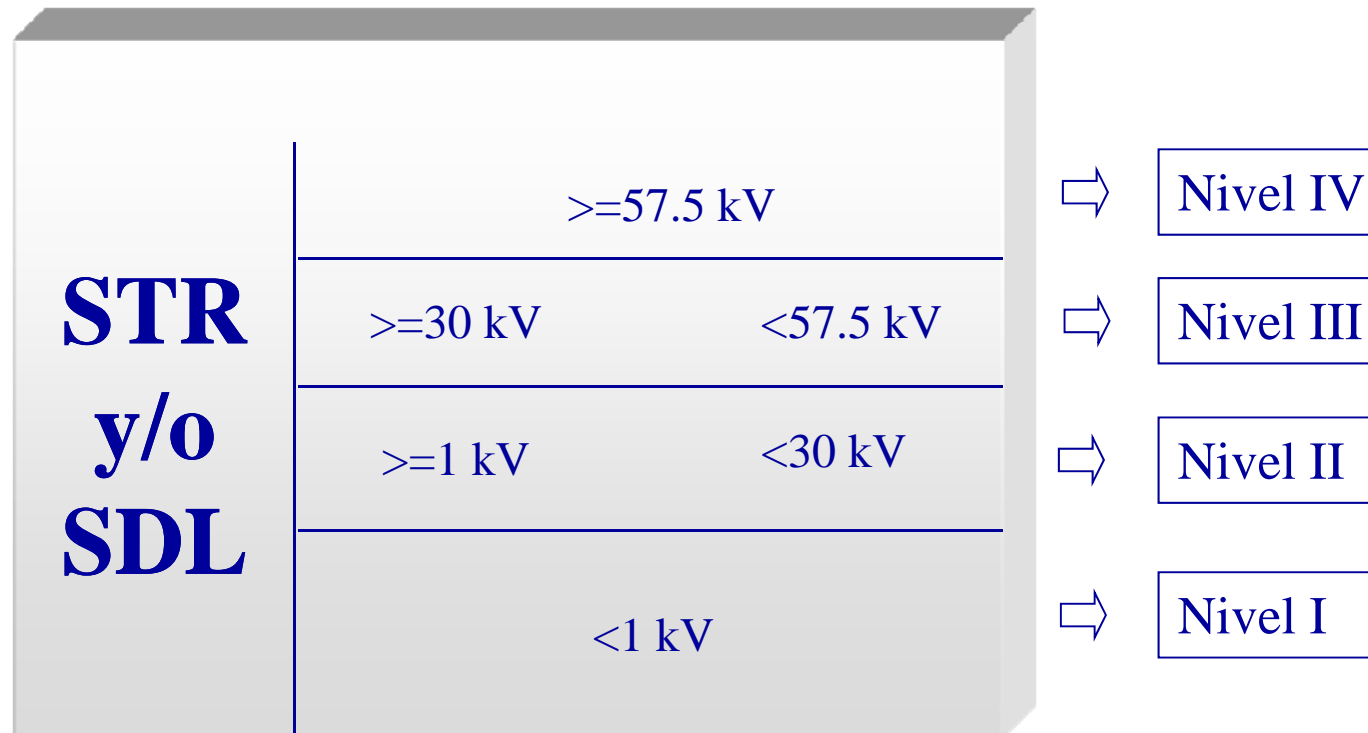 >=57.5 kV
Nivel IV
STR
y/o
SDL
>=30 kV <57.5 kV
Nivel III
>=1 kV <30 kV
Nivel II
<1 kV
Nivel I